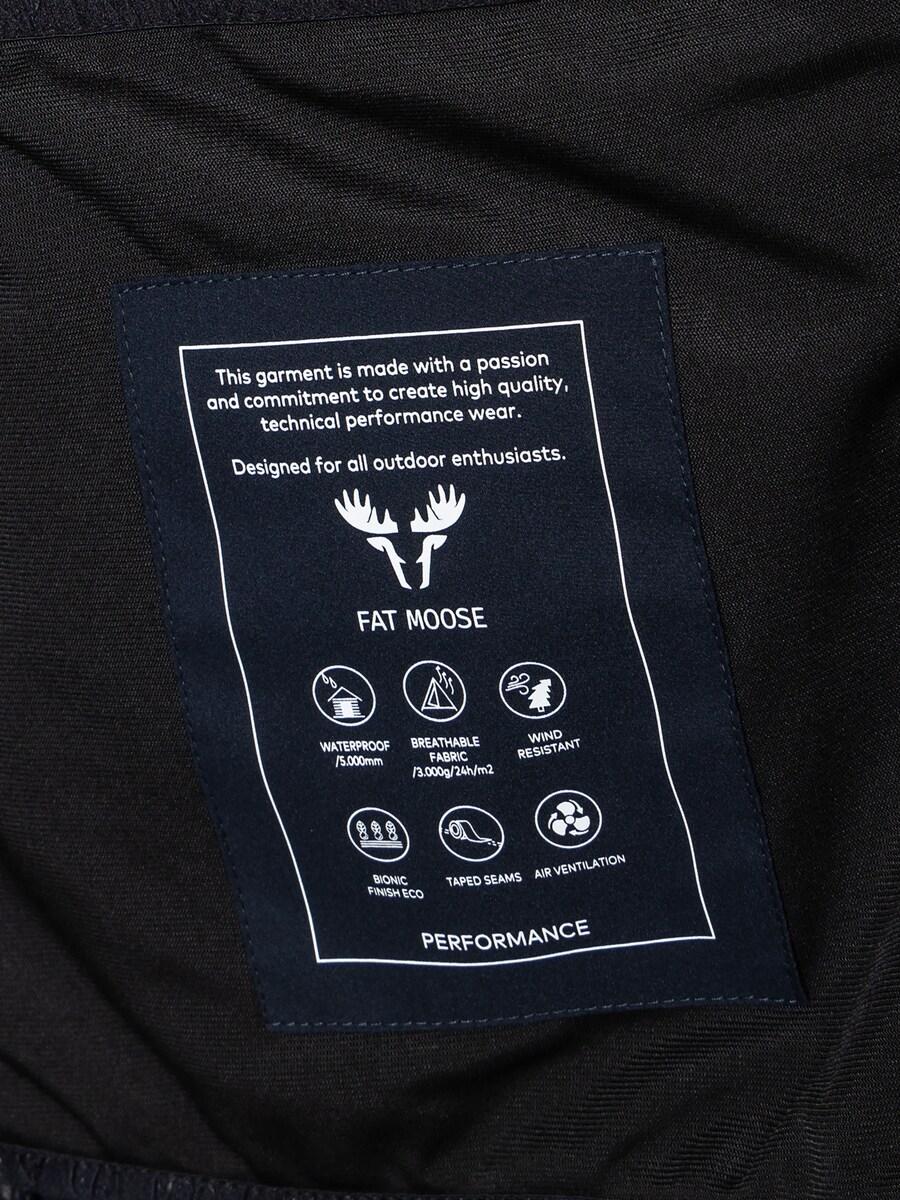 This garment is made with a passion
and commitment to create high quality,
technical performance wear.
Designed for all outdoor enthusiasts.
FAT MOOSE
WATERPROOF
/5.000mm
BREATHABLE
FABRIC
/3.000g/24h/m2
WIND
RESISTANT
BIONIC
FINISH ECO
TAPED SEAMS
AIR VENTILATION
PERFORMANCE